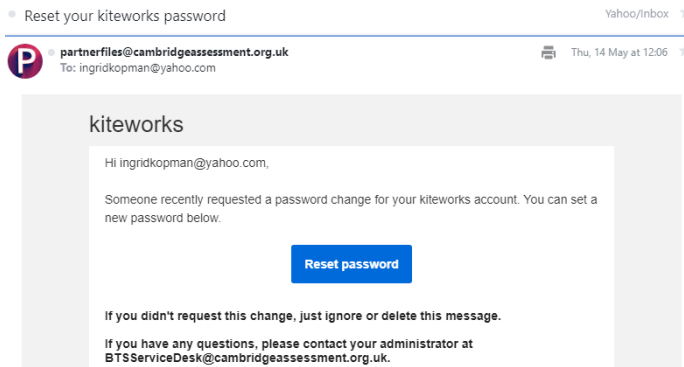 Reset your kiteworks password
Yahoo/Inbox
P
partnerfiles@cambridgeassessment.org.uk
Thu, 14 May at 12:06
To: ingridkopman@yahoo.com
kiteworks
Hi ingridkopman@yahoo.com,
Someone recently requested a password change for your kiteworks account. You can set a
new password below.
Reset password
If you didn't request this change, just ignore or delete this message.
If you have any questions, please contact your administrator at
BTSServiceDesk@cambridgeassessment.org.uk.